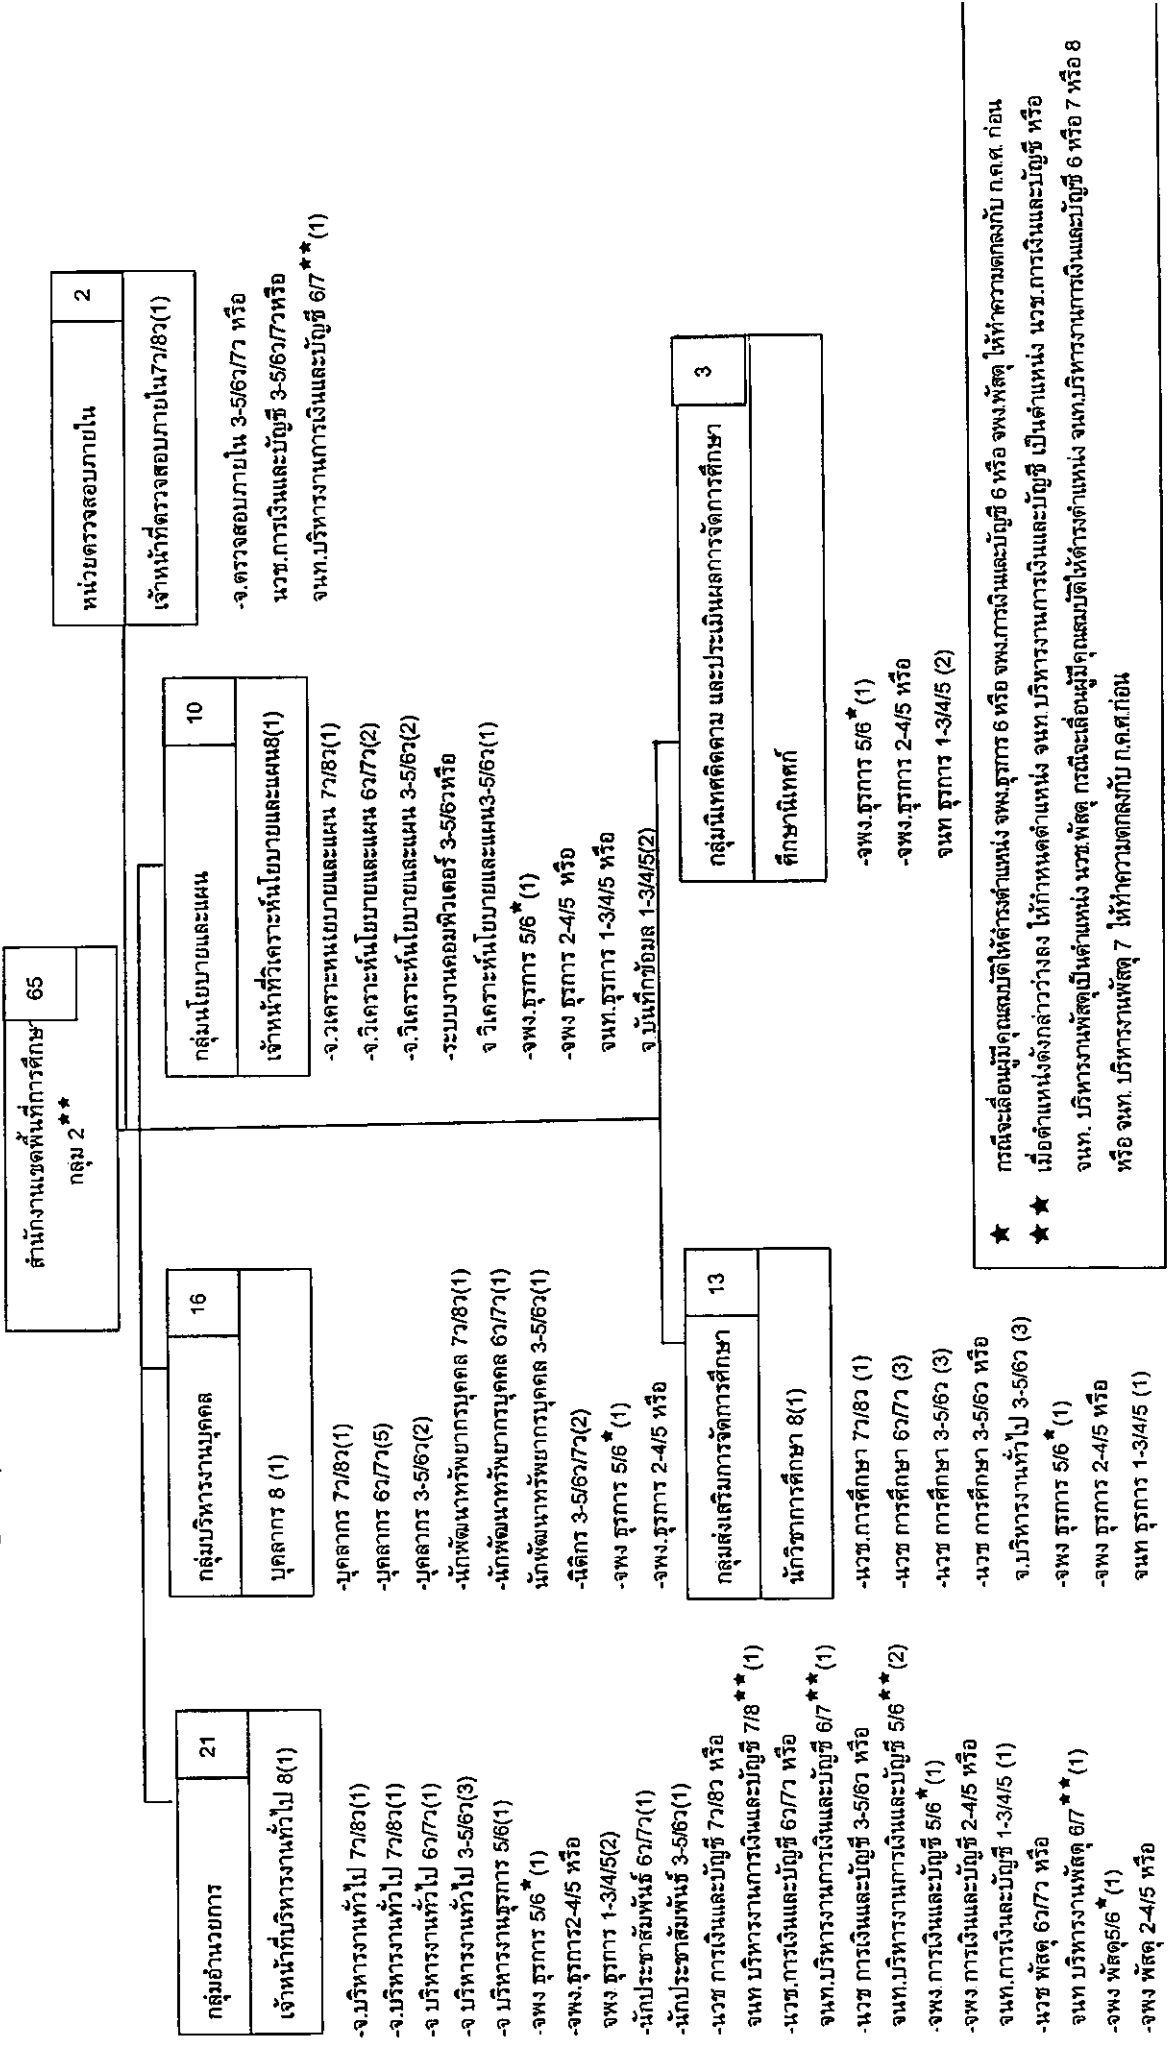 สำนักงานเขตพื้นที่การศึกษา
65
กลุ่ม 2**
หน่วยตรวจสอบภายใน
2
เจ้าหน้าที่ตรวจสอบภายใน7ว/8ว(1)
-จ.ตรวจสอบภายใน 3-5/6ว/7ว หรือ
นวช.การเงินและบัญชี 3-5/6ว/7วหรือ
จนท.บริหารงานการเงินและบัญชี 6/7**(1)
กลุ่มอำนวยการ
21
เจ้าหน้าที่บริหารงานทั่วไป 8(1)
-จ.บริหารงานทั่วไป 7ว/8ว(1)
-จ.บริหารงานทั่วไป 7ว/8ว(1)
-จ บริหารงานทั่วไป 6ว/7ว(1)
-จ บริหารงานทั่วไป 3-5/6ว(3)
-จ บริหารงานธุรการ 5/6(1)
-จพง ธุรการ 5/6*(1)
-จพง.ธุรการ2-4/5 หรือ
จพง.ธุรการ 1-3/4/5(2)
-นักประชาสัมพันธ์ 6ว/7ว(1)
-นักประชาสัมพันธ์ 3-5/6ว(1)
-นวช การเงินและบัญชี 7ว/8ว หรือ
จนท บริหารงานการเงินและบัญชี 7/8**(1)
-นวช.การเงินและบัญชี 6ว/7ว หรือ
จนท.บริหารงานการเงินและบัญชี 6/7**(1)
-นวช การเงินและบัญชี 3-5/6ว หรือ
จนท.บริหารงานการเงินและบัญชี 5/6**(2)
-จพง.การเงินและบัญชี 5/6*(1)
-จพง.การเงินและบัญชี 2-4/5 หรือ
จนท.การเงินและบัญชี 1-3/4/5 (1)
-นวช พัสดุ 6ว/7ว หรือ
จนท บริหารงานพัสดุ 6/7**(1)
-จพง พัสดุ5/6*(1)
-จพง พัสดุ 2-4/5 หรือ
กลุ่มบริหารงานบุคคล
16
บุคลากร 8 (1)
-บุคลากร 7ว/8ว(1)
-บุคลากร 6ว/7ว(5)
-บุคลากร 3-5/6ว(2)
-นักพัฒนาทรัพยากรบุคคล 7ว/8ว(1)
-นักพัฒนาทรัพยากรบุคคล 6ว/7ว(1)
นักพัฒนาทรัพยากรบุคคล 3-5/6ว(1)
-นิติกร 3-5/6ว/7ว(2)
-จพง ธุรการ 5/6*(1)
-จพง.ธุรการ 2-4/5 หรือ
กลุ่มนโยบายและแผน
10
เจ้าหน้าที่วิเคราะห์นโยบายและแผน8(1)
-จ.วเคราะหนเยบายและแผน 7ว/8ว(1)
-จ.วิเคราะห์นโยบายและแผน 6ว/7ว(2)
-จ.วิเคราะห์นโยบายและแผน 3-5/6ว(2)
-ระบบงานคอมพิวเตอร์ 3-5/6วหรือ
จ วิเคราะห์นโยบายและแผน3-5/6ว(1)
-จพง.ธุรการ 5/6*(1)
-จพง ธุรการ 2-4/5 หรือ
จนท.ธุรการ 1-3/4/5 หรือ
จ.บันทึกข้อมูล 1-3/4/5(2)
กลุ่มส่งเสริมการจัดการศึกษา
13
นักวิชาการศึกษา 8(1)
-นวช.การศึกษา 7ว/8ว (1)
-นวช การศึกษา 6ว/7ว (3)
-นวช การศึกษา 3-5/6ว (3)
-นวช การศึกษา 3-5/6ว หรือ
จ.บริหารงานทั่วไป 3-5/6ว (3)
-จพง ธุรการ 5/6*(1)
-จพง ธุรการ 2-4/5 หรือ
จนท ธุรการ 1-3/4/5 (1)
กลุ่มนิเทศติดตาม และประเมินผลการจัดการศึกษา
3
ศึกษานิเทศก์
-จพง.ธุรการ 5/6*(1)
-จพง.ธุรการ 2-4/5 หรือ
จนท ธุรการ 1-3/4/5 (2)
★ กรณีจะเลื่อนผู้มีคุณสมบัติให้ดำรงตำแหน่ง จพง.ธุรการ 6 หรือ จพง.การเงินและบัญชี 6 หรือ จพง.พัสดุ ให้ทำความตกลงกับ ก.ค.ศ. ก่อน
★★ เมื่อตำแหน่งดังกล่าวว่างลง ให้กำหนดตำแหน่ง จนท.บริหารงานการเงินและบัญชี เป็นตำแหน่ง นวช.การเงินและบัญชี หรือ
จนท. บริหารงานพัสดุเป็นตำแหน่ง นวช.พัสดุ กรณีจะเลื่อนผู้มีคุณสมบัติให้ดำรงตำแหน่ง จนท.บริหารงานการเงินและบัญชี 6 หรือ 7 หรือ 8
หรือ จนท. บริหารงานพัสดุ 7 ให้ทำความตกลงกับ ก.ค.ศ.ก่อน